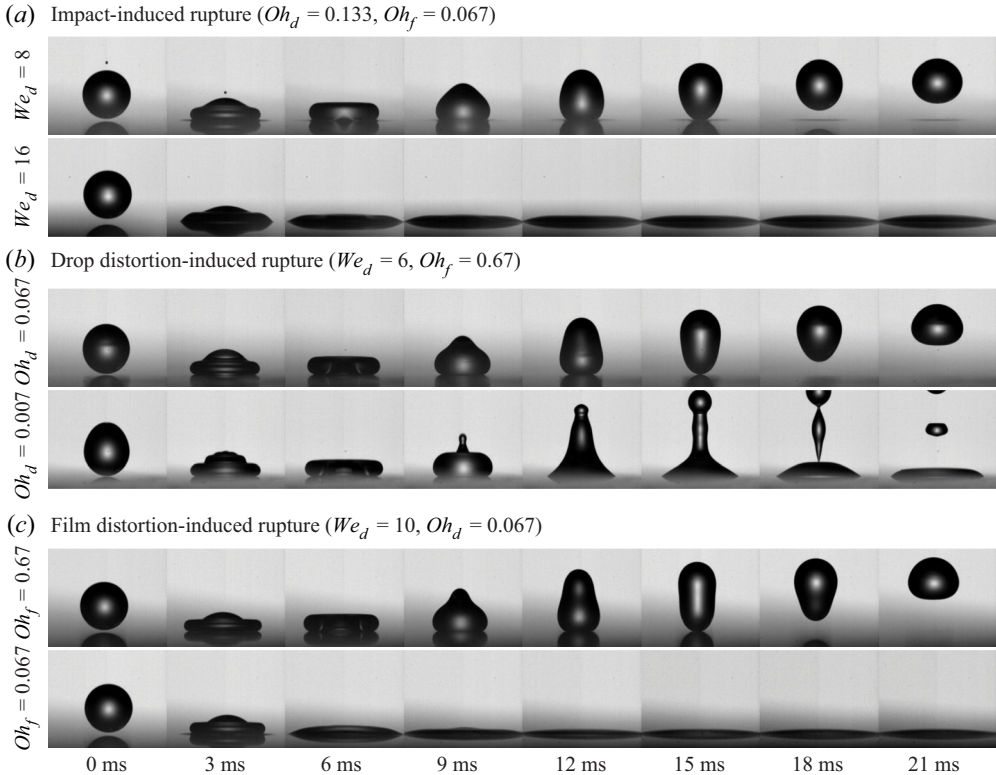 (a) Impact-induced rupture (Oh_d = 0.133, Oh_f = 0.067)
We_d = 8
We_d = 16
(b) Drop distortion-induced rupture (We_d = 6, Oh_f = 0.67)
Oh_d = 0.067
Oh_d = 0.007
(c) Film distortion-induced rupture (We_d = 10, Oh_d = 0.067)
Oh_f = 0.67
Oh_f = 0.067
0 ms 3 ms 6 ms 9 ms 12 ms 15 ms 18 ms 21 ms